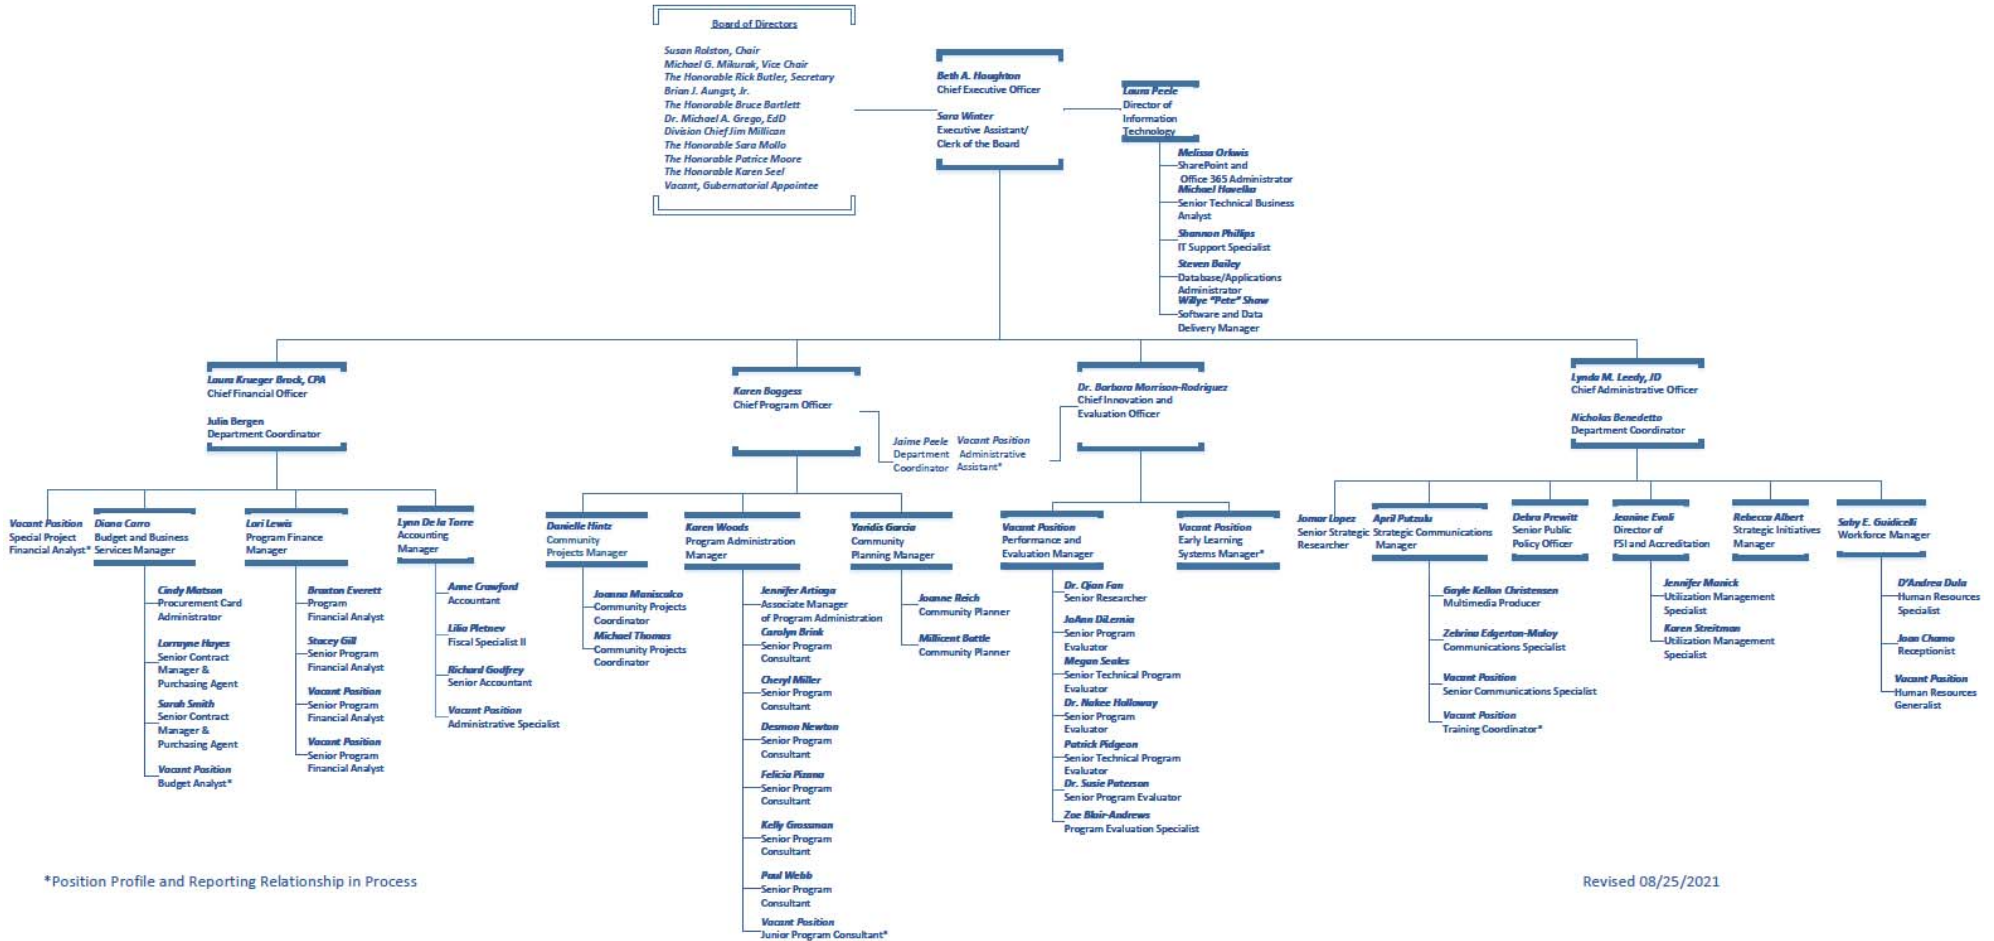 Board of Directors
Susan Rolston, Chair
Michael G. Mikurak, Vice Chair
The Honorable Rick Butler, Secretary
Brian J. Aungst, Jr.
The Honorable Bruce Bartlett
Dr. Michael A. Grego, EdD
Division Chief Jim Millican
The Honorable Sara Mollo
The Honorable Patrice Moore
The Honorable Karen Seel
Vacant, Gubernatorial Appointee
Beth A. Houghton
Chief Executive Officer
Sara Winter
Executive Assistant/
Clerk of the Board
Laura Peele
Director of
Information
Technology
Melissa Orkwis
SharePoint and
Office 365 Administrator
Michael Havelka
Senior Technical Business
Analyst
Shannon Phillips
IT Support Specialist
Steven Bailey
Database/Applications
Administrator
Willye "Pete" Shaw
Software and Data
Delivery Manager
Laura Krueger Brock, CPA
Chief Financial Officer
Julia Bergen
Department Coordinator
Vacant Position
Special Project
Financial Analyst*
Diana Carro
Budget and Business
Services Manager
Cindy Matson
Procurement Card
Administrator
Lorrayne Hayes
Senior Contract
Manager &
Purchasing Agent
Sarah Smith
Senior Contract
Manager &
Purchasing Agent
Vacant Position
Budget Analyst*
Lori Lewis
Program Finance
Manager
Braxton Everett
Program
Financial Analyst
Stacey Gill
Senior Program
Financial Analyst
Vacant Position
Senior Program
Financial Analyst
Vacant Position
Senior Program
Financial Analyst
Lynn De la Torre
Accounting
Manager
Anne Crawford
Accountant
Lilia Pletnev
Fiscal Specialist II
Richard Godfrey
Senior Accountant
Vacant Position
Administrative Specialist
Karen Boggess
Chief Program Officer
Jaime Peele
Department
Coordinator
Vacant Position
Administrative
Assistant*
Danielle Hintz
Community
Projects Manager
Joanna Maniscalco
Community Projects
Coordinator
Michael Thomas
Community Projects
Coordinator
Karen Woods
Program Administration
Manager
Jennifer Artiaga
Associate Manager
of Program Administration
Carolyn Brink
Senior Program
Consultant
Cheryl Miller
Senior Program
Consultant
Desmon Newton
Senior Program
Consultant
Felicia Pizana
Senior Program
Consultant
Kelly Grossman
Senior Program
Consultant
Paul Webb
Senior Program
Consultant
Vacant Position
Junior Program Consultant*
Yaridis Garcia
Community
Planning Manager
Joanne Reich
Community Planner
Millicent Battle
Community Planner
Dr. Barbara Morrison-Rodriguez
Chief Innovation and
Evaluation Officer
Vacant Position
Performance and
Evaluation Manager
Dr. Qian Fan
Senior Researcher
JoAnn DiLernia
Senior Program
Evaluator
Megan Seales
Senior Technical Program
Evaluator
Dr. Nakee Holloway
Senior Program
Evaluator
Patrick Pidgeon
Senior Technical Program
Evaluator
Dr. Susie Paterson
Senior Program Evaluator
Zoe Blair-Andrews
Program Evaluation Specialist
Vacant Position
Early Learning
Systems Manager*
Lynda M. Leedy, JD
Chief Administrative Officer
Nicholas Benedetto
Department Coordinator
Jomar Lopez
Senior Strategic
Researcher
April Putzulu
Strategic Communications
Manager
Gayle Kelton Christensen
Multimedia Producer
Zebrina Edgerton-Maloy
Communications Specialist
Vacant Position
Senior Communications Specialist
Vacant Position
Training Coordinator*
Debra Prewitt
Senior Public
Policy Officer
Jeanine Evoli
Director of
FSI and Accreditation
Jennifer Manick
Utilization Management
Specialist
Karen Streitman
Utilization Management
Specialist
Rebecca Albert
Strategic Initiatives
Manager
Saby E. Guidicelli
Workforce Manager
D'Andrea Dula
Human Resources
Specialist
Joan Chamo
Receptionist
Vacant Position
Human Resources
Generalist
*Position Profile and Reporting Relationship in Process
Revised 08/25/2021